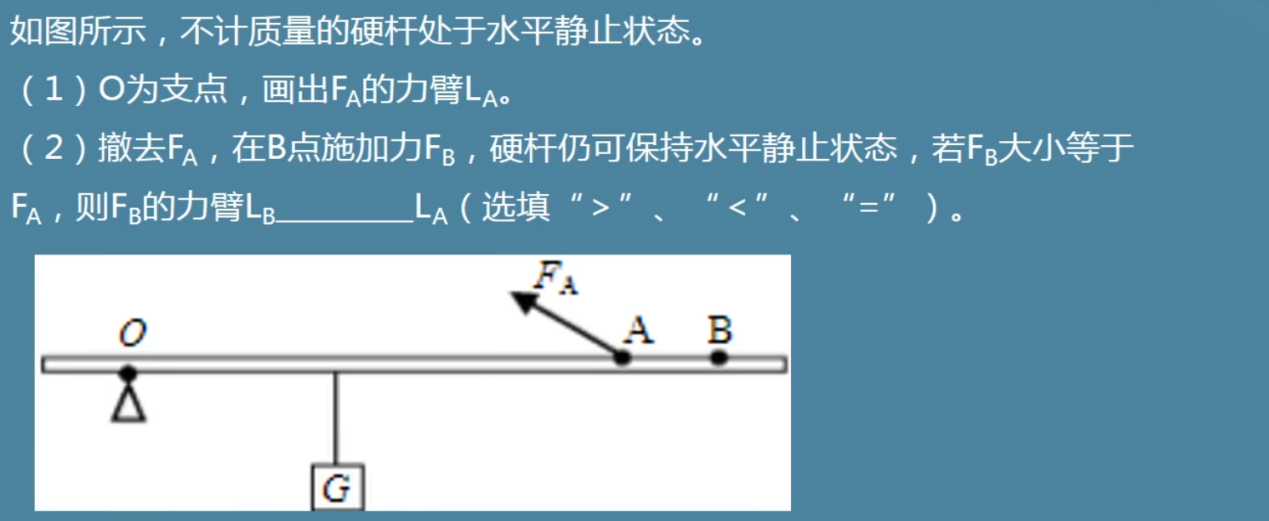 如图所示，不计质量的硬杆处于水平静止状态。
（1）O为支点，画出FA的力臂LA。
（2）撤去FA，在B点施加力FB，硬杆仍可保持水平静止状态，若FB大小等于
FA，则FB的力臂LB________LA（选填“＞”、“＜”、“=”）。
FA
O A B
G